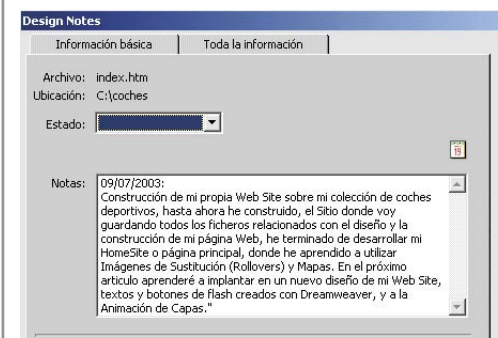 Design Notes
Información básica
Toda la información
Archivo: index.htm
Ubicación: C:\coches
Estado:
19
Notas: 09/07/2003:
Construcción de mi propia Web Site sobre mi colección de coches
deportivos, hasta ahora he construido, el Sitio donde voy
guardando todos los ficheros relacionados con el diseño y la
construcción de mi página Web, he terminado de desarrollar mi
HomeSite o página principal, donde he aprendido a utilizar
Imágenes de Sustitución (Rollovers) y Mapas. En el próximo
articulo aprenderé a implantar en un nuevo diseño de mi Web Site,
textos y botones de flash creados con Dreamweaver, y a la
Animación de Capas."